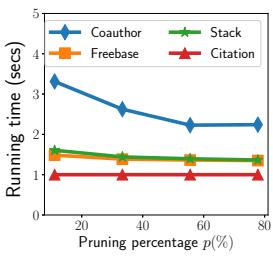 5
4
3
2
1
0
Running time (secs)
Coauthor
Freebase
Stack
Citation
20
40
60
80
Pruning percentage p(%)